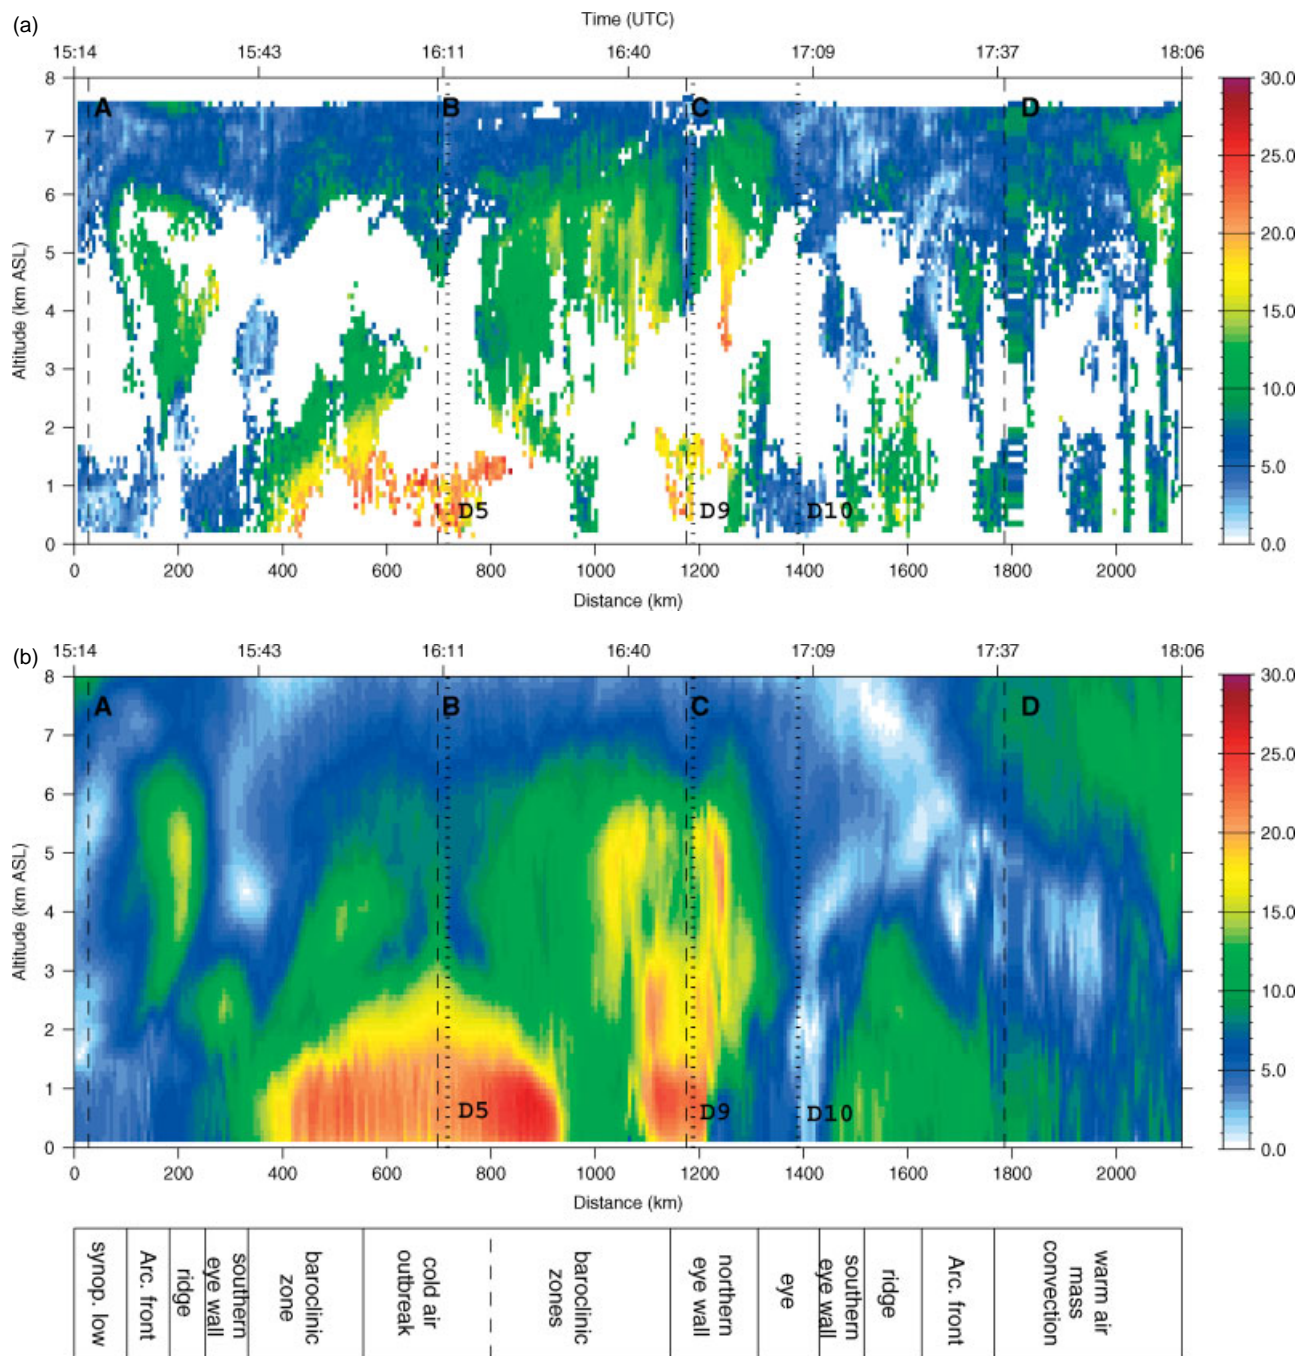 (a)
Time (UTC)
15:14 15:43 16:11 16:40 17:09 17:37 18:06
8
7
6
5
4
3
2
1
0
Altitude (km ASL)
A B C D
D5 D9 D10
0 200 400 600 800 1000 1200 1400 1600 1800 2000
Distance (km)
30.0
25.0
20.0
15.0
10.0
5.0
0.0
(b)
15:14 15:43 16:11 16:40 17:09 17:37 18:06
8
7
6
5
4
3
2
1
0
Altitude (km ASL)
A B C D
D5 D9 D10
0 200 400 600 800 1000 1200 1400 1600 1800 2000
Distance (km)
30.0
25.0
20.0
15.0
10.0
5.0
0.0
synop. low
Arc. front
ridge
southern
eye wall
baroclinic
zone
cold air
outbreak
baroclinic
zones
northern
eye wall
eye
southern
eye wall
ridge
Arc. front
warm air
mass
convection